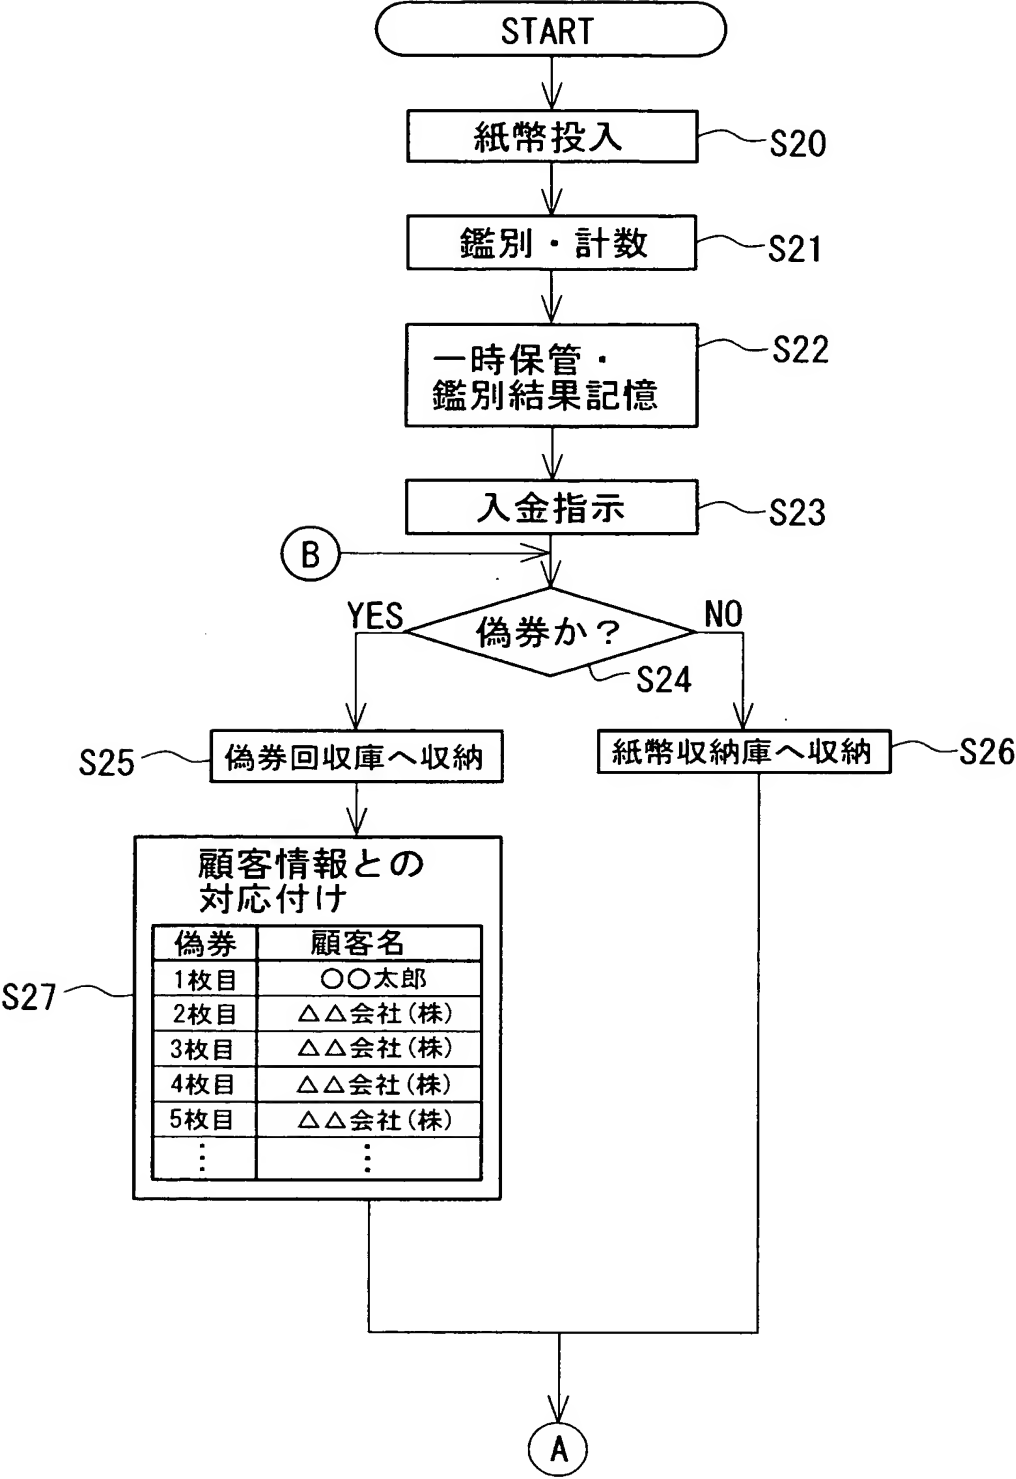 START
紙幣投入
S20
鑑別・計数
S21
一時保管・
鑑別結果記憶
S22
入金指示
S23
B
偽券か？
YES
NO
S24
S25
偽券回収庫へ収納
紙幣収納庫へ収納
S26
顧客情報との
対応付け
偽券 顧客名
1枚目 〇〇太郎
2枚目 △△会社(株)
3枚目 △△会社(株)
4枚目 △△会社(株)
5枚目 △△会社(株)
⋮ ⋮
S27
A